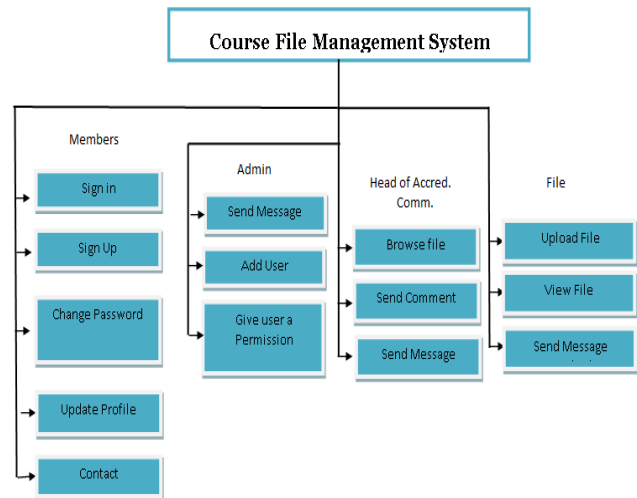 Course File Management System
Members
Sign in
Sign Up
Change Password
Update Profile
Contact
Admin
Send Message
Add User
Give user a
Permission
Head of Accred.
Comm.
Browse file
Send Comment
Send Message
File
Upload File
View File
Send Message